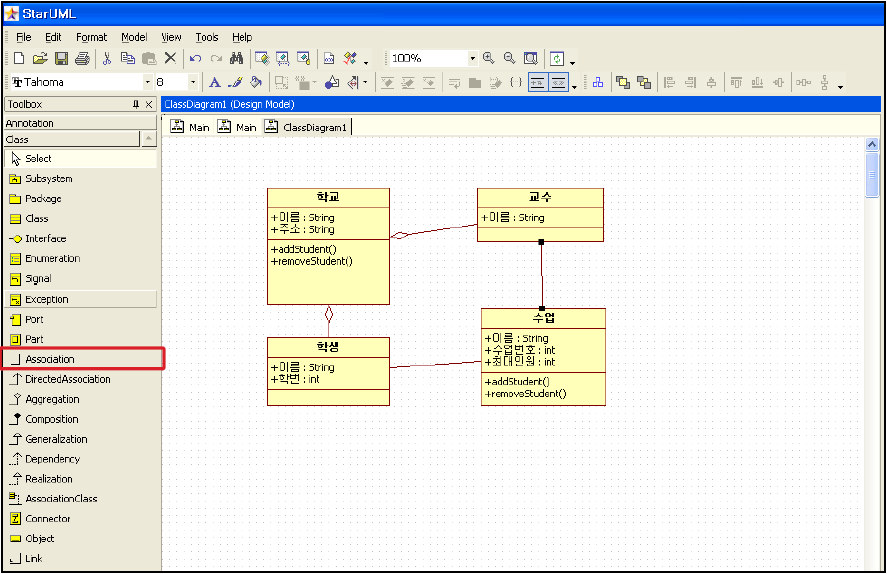 StarUML
File Edit Format Model View Tools Help
100%
Tahoma 8
Toolbox
ClassDiagram1 (Design Model)
Annotation
Class
Main Main ClassDiagram1
Select
Subsystem
Package
Class
Interface
Enumeration
Signal
Exception
Port
Part
Association
DirectedAssociation
Aggregation
Composition
Generalization
Dependency
Realization
AssociationClass
Connector
Object
Link
학교
+이름 : String
+주소 : String
+addStudent()
+removeStudent()
교수
+이름 : String
학생
+이름 : String
+학번 : int
수업
+이름 : String
+수업번호 : int
+최대인원 : int
+addStudent()
+removeStudent()